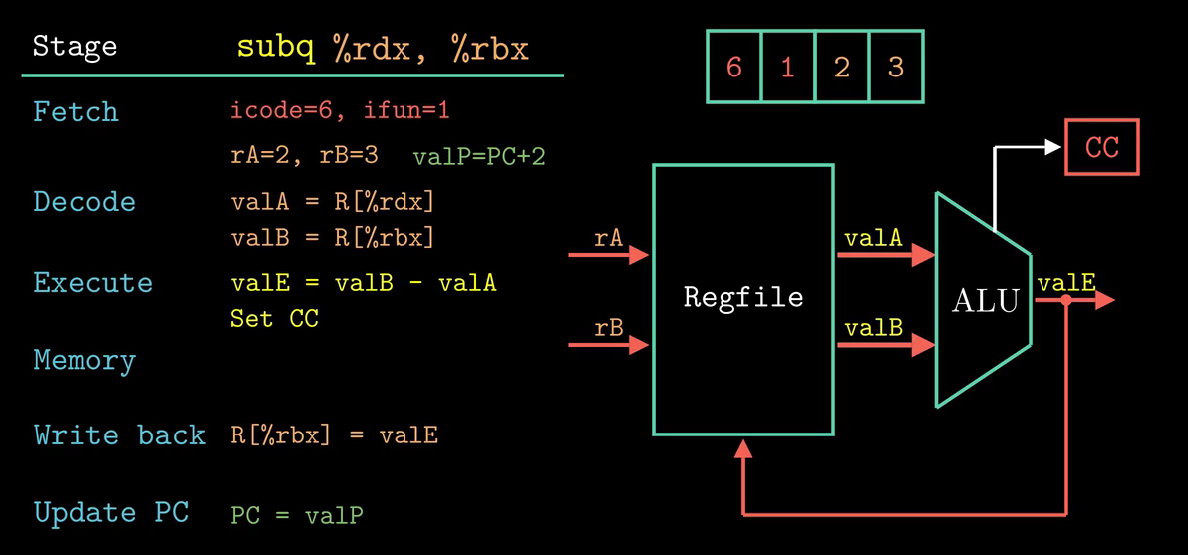 Stage subq %rdx, %rbx
Fetch icode=6, ifun=1
rA=2, rB=3 valP=PC+2
Decode valA = R[%rdx]
valB = R[%rbx]
Execute valE = valB - valA
Set CC
Memory
Write back R[%rbx] = valE
Update PC PC = valP
6 1 2 3
CC
rA
rB
Regfile
valA
valB
ALU
valE